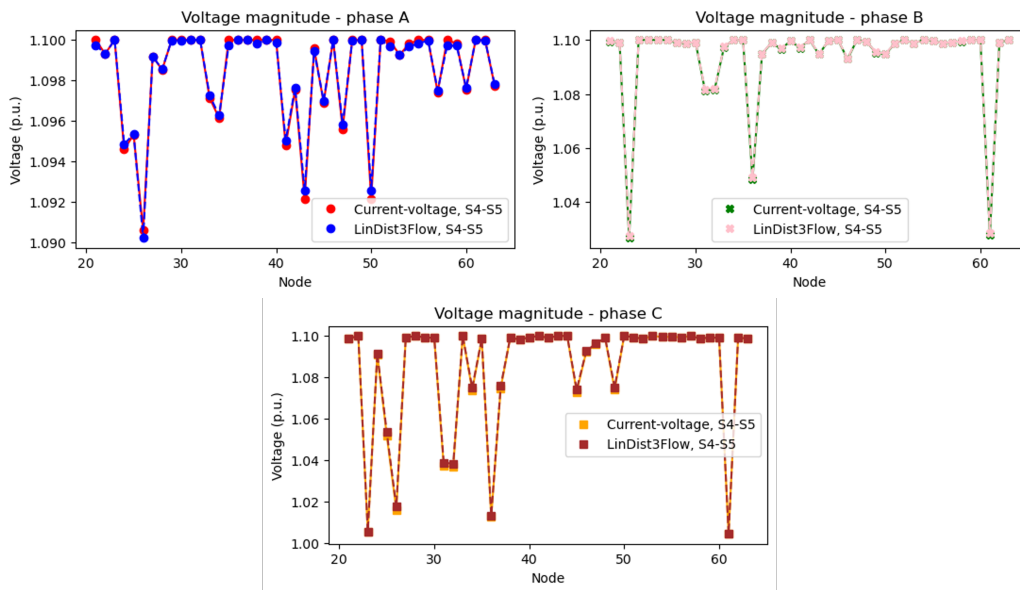 Voltage magnitude - phase A
Voltage (p.u.)
1.100
1.098
1.096
1.094
1.092
1.090
Current-voltage, S4-S5
LinDist3Flow, S4-S5
20 30 40 50 60
Node
Voltage magnitude - phase B
Voltage (p.u.)
1.10
1.08
1.06
1.04
Current-voltage, S4-S5
LinDist3Flow, S4-S5
20 30 40 50 60
Node
Voltage magnitude - phase C
Voltage (p.u.)
1.10
1.08
1.06
1.04
1.02
1.00
Current-voltage, S4-S5
LinDist3Flow, S4-S5
20 30 40 50 60
Node